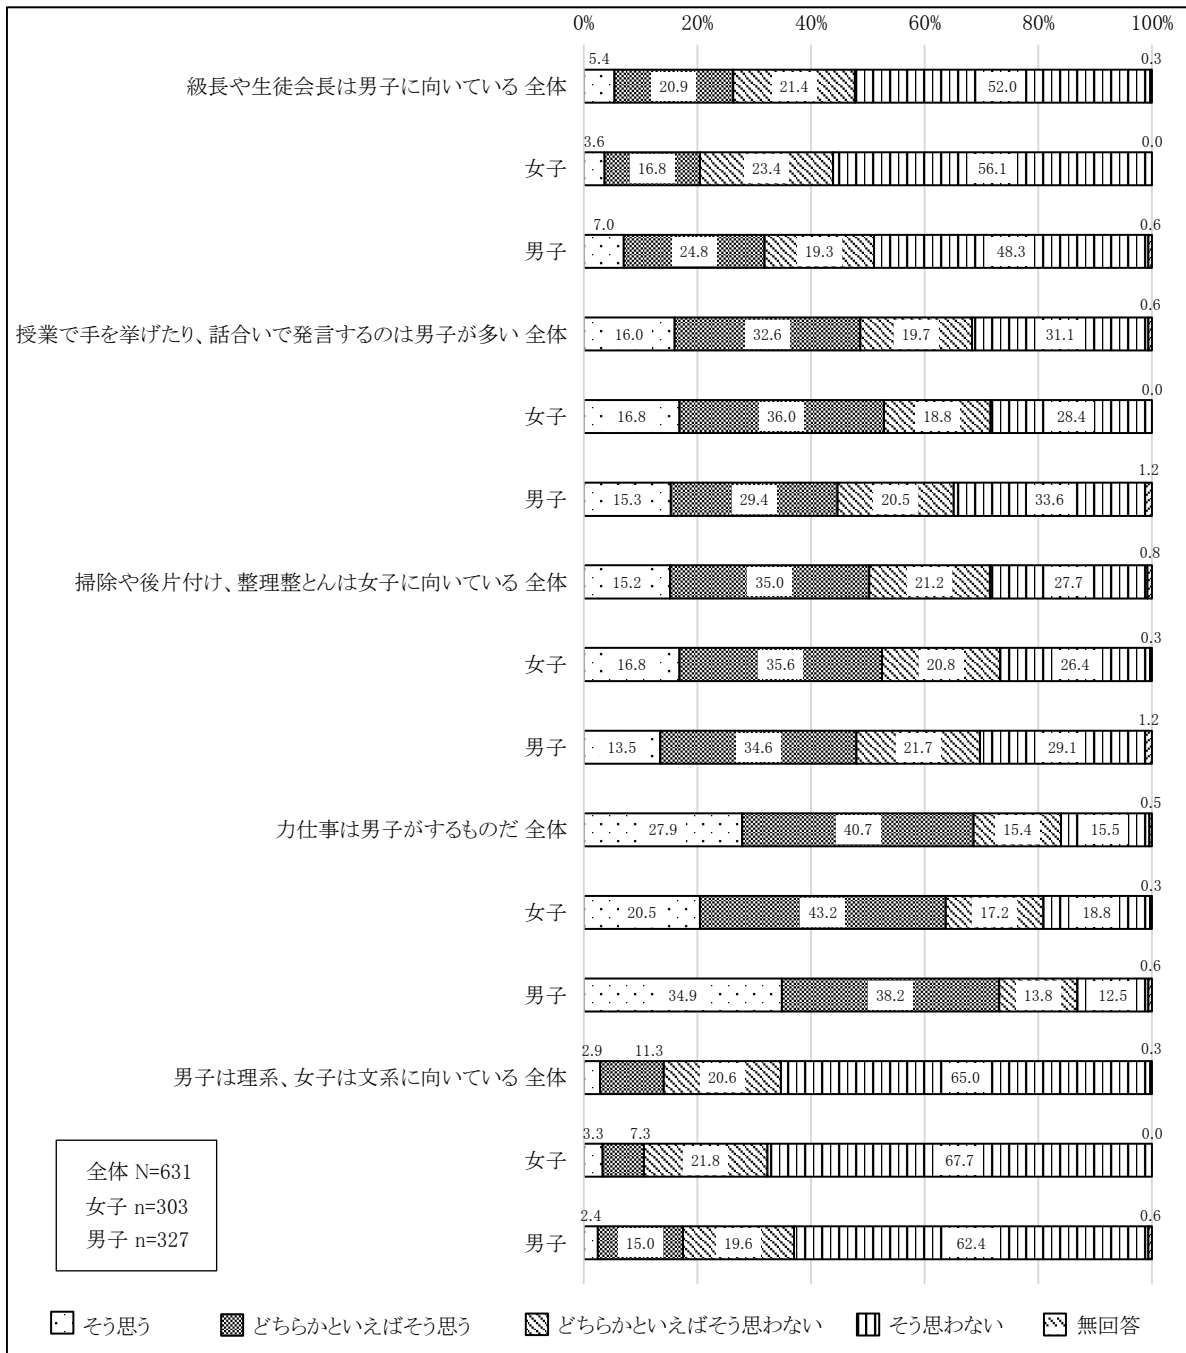 0% 20% 40% 60% 80% 100%
5.4 0.3
級長や生徒会長は男子に向いている 全体 20.9 21.4 52.0
3.6 0.0
女子 16.8 23.4 56.1
7.0 0.6
男子 24.8 19.3 48.3
0.6
授業で手を挙げたり、話合いで発言するのは男子が多い 全体 16.0 32.6 19.7 31.1
0.0
女子 16.8 36.0 18.8 28.4
1.2
男子 15.3 29.4 20.5 33.6
0.8
掃除や後片付け、整理整とんは女子に向いている 全体 15.2 35.0 21.2 27.7
0.3
女子 16.8 35.6 20.8 26.4
1.2
男子 13.5 34.6 21.7 29.1
0.5
力仕事は男子がするものだ 全体 27.9 40.7 15.4 15.5
0.3
女子 20.5 43.2 17.2 18.8
0.6
男子 34.9 38.2 13.8 12.5
2.9 11.3 0.3
男子は理系、女子は文系に向いている 全体 20.6 65.0
3.3 7.3 0.0
女子 21.8 67.7
2.4 0.6
男子 15.0 19.6 62.4
全体 N=631
女子 n=303
男子 n=327
そう思う どちらかといえばそう思う どちらかといえばそう思わない そう思わない 無回答